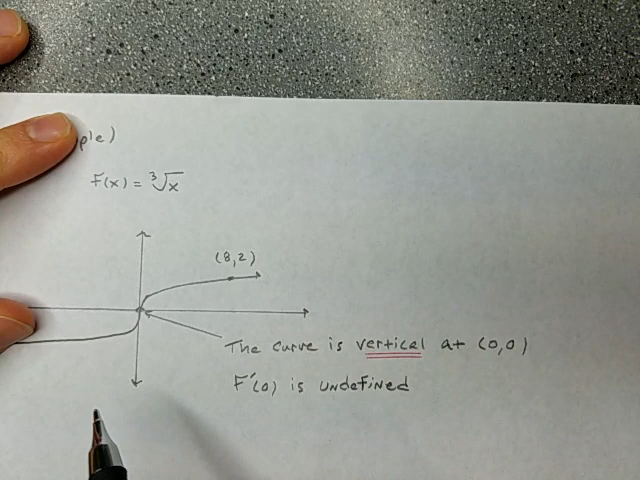 ple)
F(x) = ∛x
(8,2)
The curve is vertical at (0,0)
F'(0) is undefined